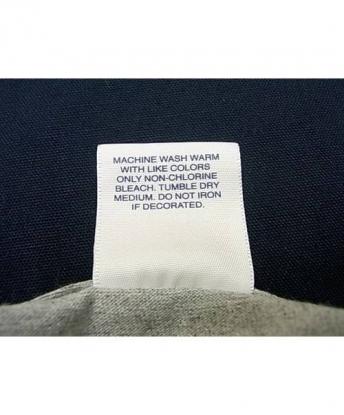 MACHINE WASH WARM
WITH LIKE COLORS
ONLY NON-CHLORINE
BLEACH. TUMBLE DRY
MEDIUM. DO NOT IRON
IF DECORATED.